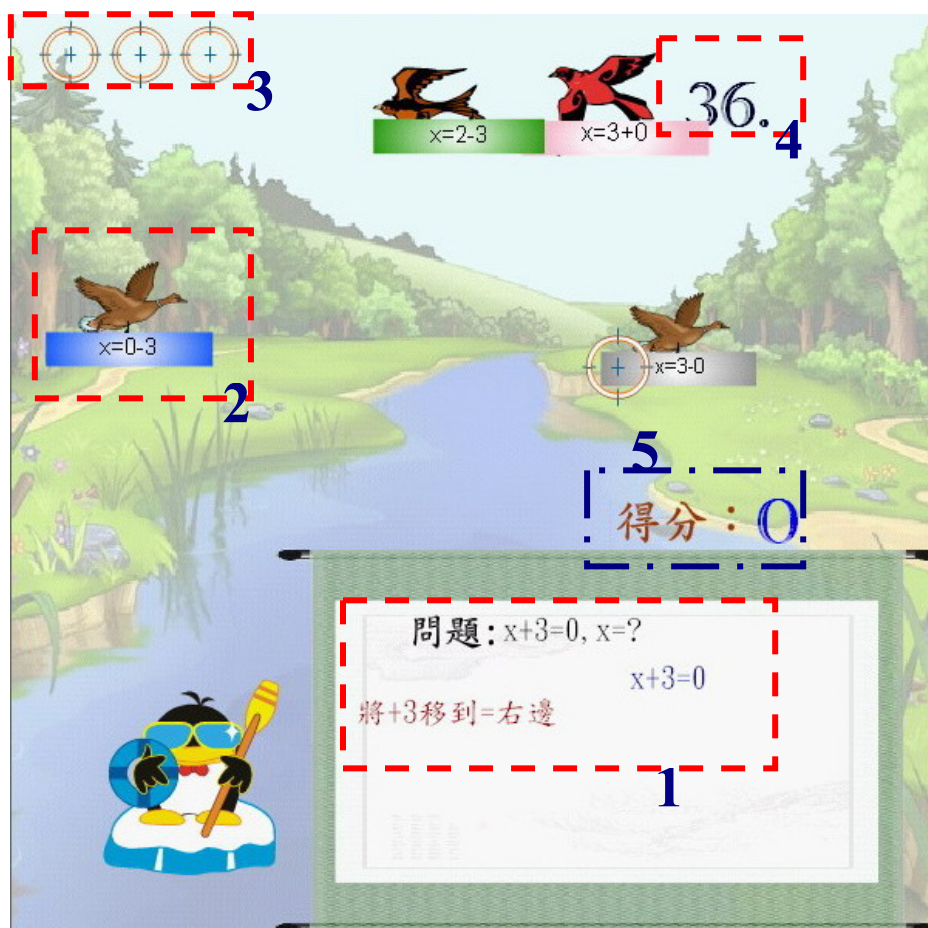 3
36.
4
x=2-3
x=3+0
x=0-3
2
x=3-0
5
得分：0
問題：x+3=0, x=?
x+3=0
將+3移到=右邊
1